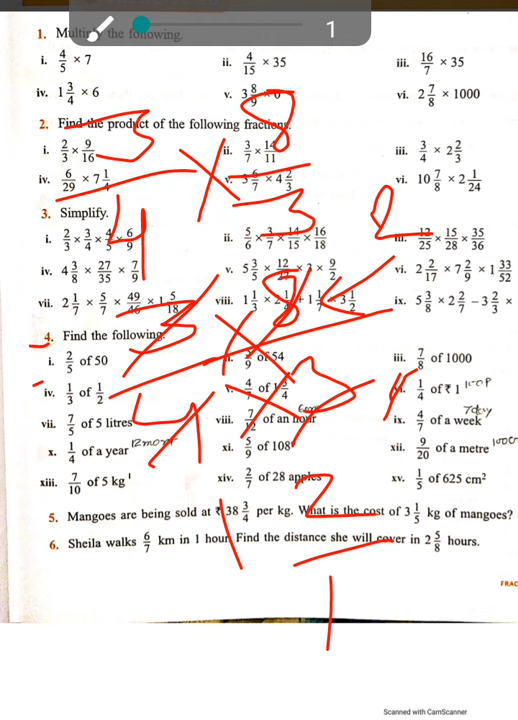 1
1. Multiply the following.
i. 4/5 × 7 ii. 4/15 × 35 iii. 16/7 × 35
iv. 1 3/4 × 6 v. 3 8/9 × vi. 2 7/8 × 1000
2. Find the product of the following fractions.
i. 2/3 × 9/16 ii. 3/7 × 14/11 iii. 3/4 × 2 2/3
iv. 6/29 × 7 1/4 v. 3 6/7 × 4 2/3 vi. 10 7/8 × 2 1/24
3. Simplify.
i. 2/3 × 3/4 × 4/5 × 6/9 ii. 5/6 × 3/7 × 14/15 × 16/18 iii. 12/25 × 15/28 × 35/36
iv. 4 3/8 × 27/35 × 7/9 v. 5 3/3 × 12/ × 3 × 9/2 vi. 2 2/17 × 7 2/9 × 1 33/52
vii. 2 1/7 × 5/7 × 49/46 × 1 5/18 viii. 1 1/3 × 2 1/ + 1 1/ × 3 1/2 ix. 5 3/8 × 2 2/7 − 3 2/3 ×
4. Find the following.
i. 2/5 of 50 ii. /9 of 54 iii. 7/8 of 1000
iv. 1/3 of 1/2 v. 4/7 of /4 vi. 1/4 of ₹ 1 100P
vii. 7/5 of 5 litres viii. 7/12 of an hour ix. 4/7 of a week 7day
x. 1/4 of a year xi. 5/9 of 108 xii. 9/20 of a metre
xiii. 7/10 of 5 kg xiv. 2/7 of 28 apples xv. 1/5 of 625 cm²
5. Mangoes are being sold at ₹ 38 3/4 per kg. What is the cost of 3 1/5 kg of mangoes?
6. Sheila walks 6/7 km in 1 hour. Find the distance she will cover in 2 5/8 hours.
FRAC
Scanned with CamScanner